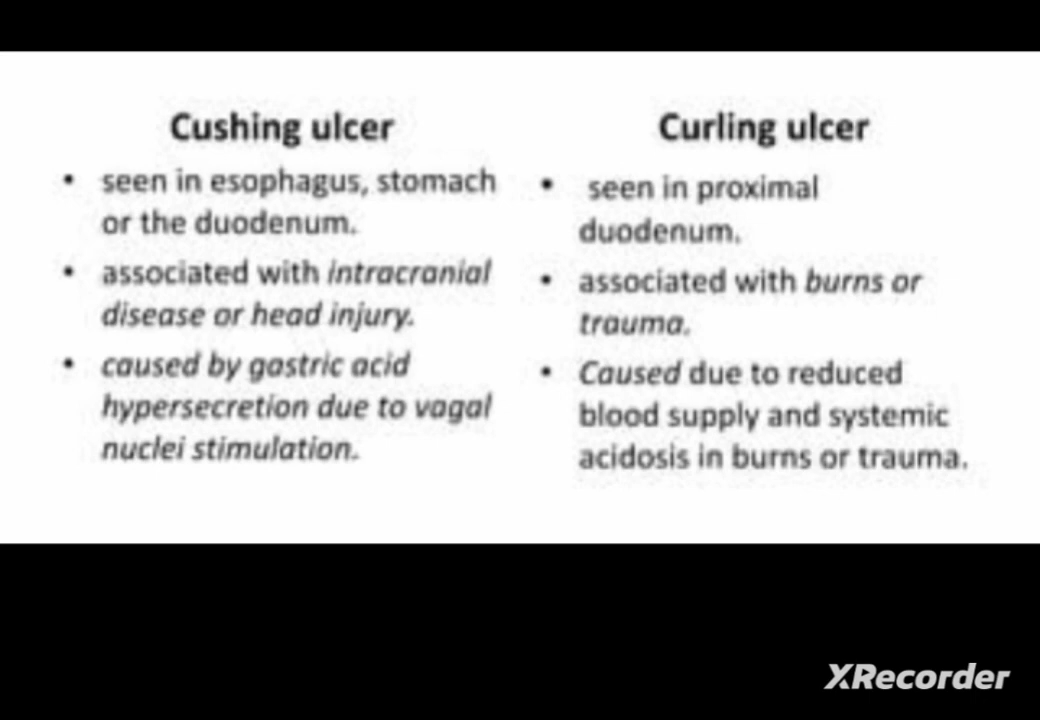 Cushing ulcer
• seen in esophagus, stomach
or the duodenum.
• associated with intracranial
disease or head injury.
• caused by gastric acid
hypersecretion due to vagal
nuclei stimulation.
Curling ulcer
• seen in proximal
duodenum.
• associated with burns or
trauma.
• Caused due to reduced
blood supply and systemic
acidosis in burns or trauma.
XRecorder